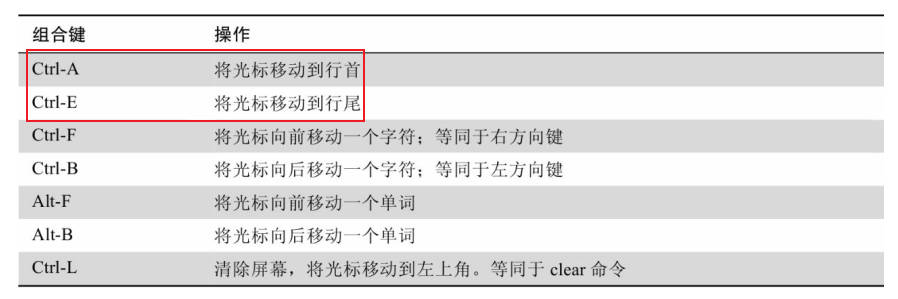 组合键 操作
Ctrl-A 将光标移动到行首
Ctrl-E 将光标移动到行尾
Ctrl-F 将光标向前移动一个字符；等同于右方向键
Ctrl-B 将光标向后移动一个字符；等同于左方向键
Alt-F 将光标向前移动一个单词
Alt-B 将光标向后移动一个单词
Ctrl-L 清除屏幕，将光标移动到左上角。等同于 clear 命令